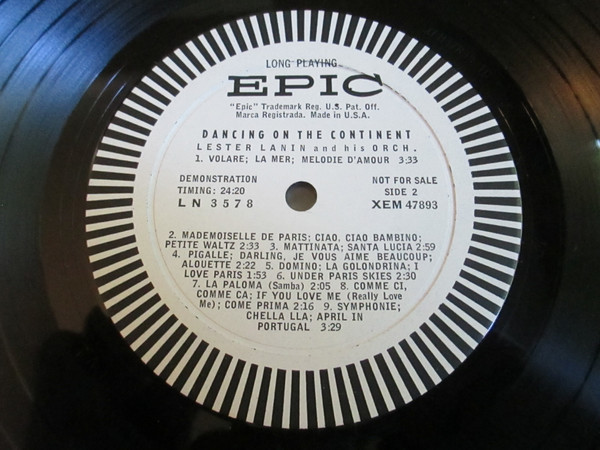 LONG PLAYING
EPIC
"Epic" Trademark Reg. U.S. Pat. Off.
Marca Registrada. Made in U.S.A.
DANCING ON THE CONTINENT
LESTER LANIN and his ORCH.
1. VOLARE; LA MER; MELODIE D'AMOUR 3:33
DEMONSTRATION NOT FOR SALE
TIMING: 24:20 SIDE 2
LN 3578 XEM 47893
2. MADEMOISELLE DE PARIS; CIAO, CIAO BAMBINO;
PETITE WALTZ 2:33 3. MATTINATA; SANTA LUCIA 2:59
4. PIGALLE; DARLING, JE VOUS AIME BEAUCOUP;
ALOUETTE 2:22 5. DOMINO; LA GOLONDRINA; I
LOVE PARIS 1:53 6. UNDER PARIS SKIES 2:30
7. LA PALOMA (Samba) 2:05 8. COMME CI,
COMME CA; IF YOU LOVE ME (Really Love
Me); COME PRIMA 2:16 9. SYMPHONIE;
CHELLA LLA; APRIL IN
PORTUGAL 3:29